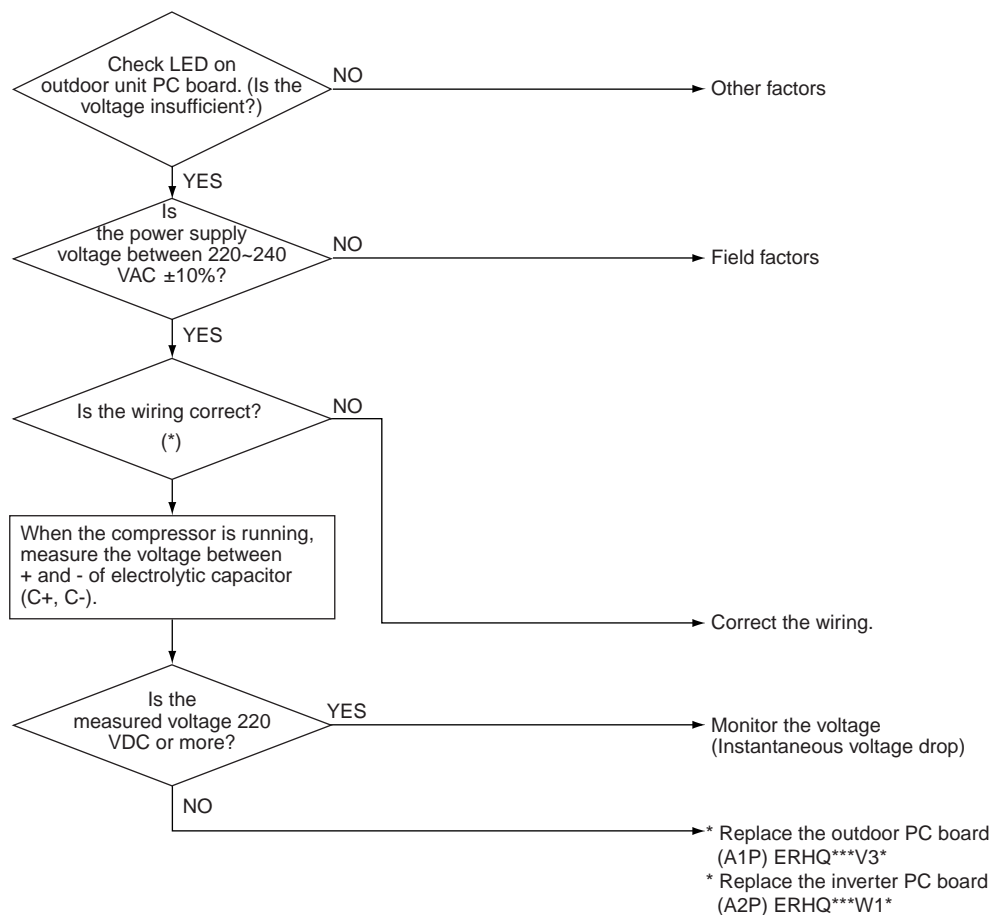 Check LED on
outdoor unit PC board. (Is the
voltage insufficient?)
NO
Other factors
YES
Is
the power supply
voltage between 220~240
VAC ±10%?
NO
Field factors
YES
Is the wiring correct?
(*)
NO
When the compressor is running,
measure the voltage between
+ and - of electrolytic capacitor
(C+, C-).
Correct the wiring.
Is the
measured voltage 220
VDC or more?
YES
Monitor the voltage
(Instantaneous voltage drop)
NO
* Replace the outdoor PC board
(A1P) ERHQ***V3*
* Replace the inverter PC board
(A2P) ERHQ***W1*